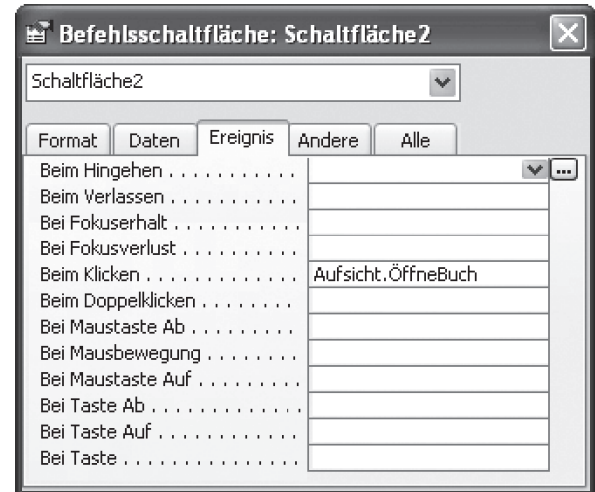 Befehlsschaltfläche: Schaltfläche2
Schaltfläche2
Format Daten Ereignis Andere Alle
Beim Hingehen . . . . . . . . . . .
Beim Verlassen . . . . . . . . . . .
Bei Fokuserhalt . . . . . . . . . . .
Bei Fokusverlust . . . . . . . . . .
Beim Klicken . . . . . . . . . . . . . Aufsicht.ÖffneBuch
Beim Doppelklicken . . . . . . . .
Bei Maustaste Ab . . . . . . . . .
Bei Mausbewegung . . . . . . . .
Bei Maustaste Auf . . . . . . . . .
Bei Taste Ab . . . . . . . . . . . . .
Bei Taste Auf . . . . . . . . . . . .
Bei Taste . . . . . . . . . . . . . . .